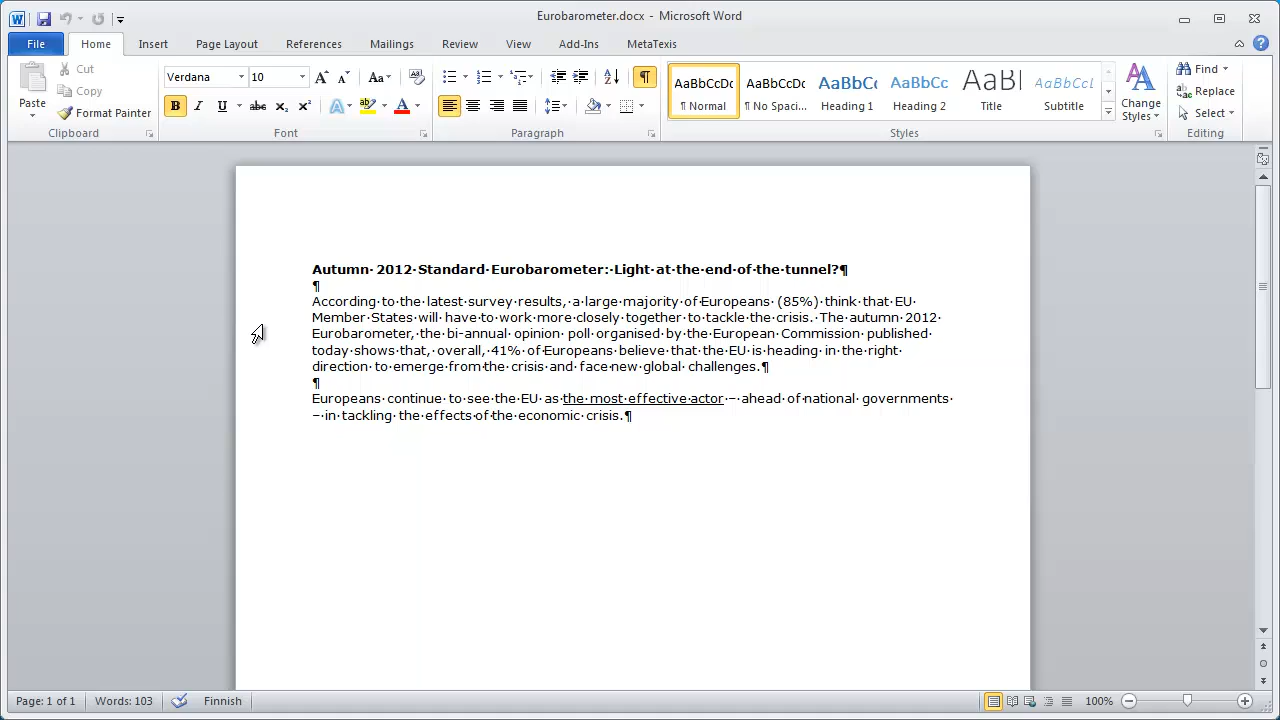 Eurobarometer.docx - Microsoft Word
File Home Insert Page Layout References Mailings Review View Add-Ins MetaTexis
Paste
Cut
Copy
Format Painter
Clipboard
Verdana 10
Font
Paragraph
AaBbCcDc AaBbCcDc AaBbCc AaBbCc AaBl AaBbCcL
¶ Normal ¶ No Spaci... Heading 1 Heading 2 Title Subtitle
Change Styles
Styles
Find
Replace
Select
Editing
Autumn 2012 Standard Eurobarometer: Light at the end of the tunnel?¶
¶
According to the latest survey results, a large majority of Europeans (85%) think that EU
Member States will have to work more closely together to tackle the crisis. The autumn 2012
Eurobarometer, the bi-annual opinion poll organised by the European Commission published
today shows that, overall, 41% of Europeans believe that the EU is heading in the right
direction to emerge from the crisis and face new global challenges.¶
¶
Europeans continue to see the EU as the most effective actor – ahead of national governments
– in tackling the effects of the economic crisis.¶
Page: 1 of 1 Words: 103 Finnish 100%